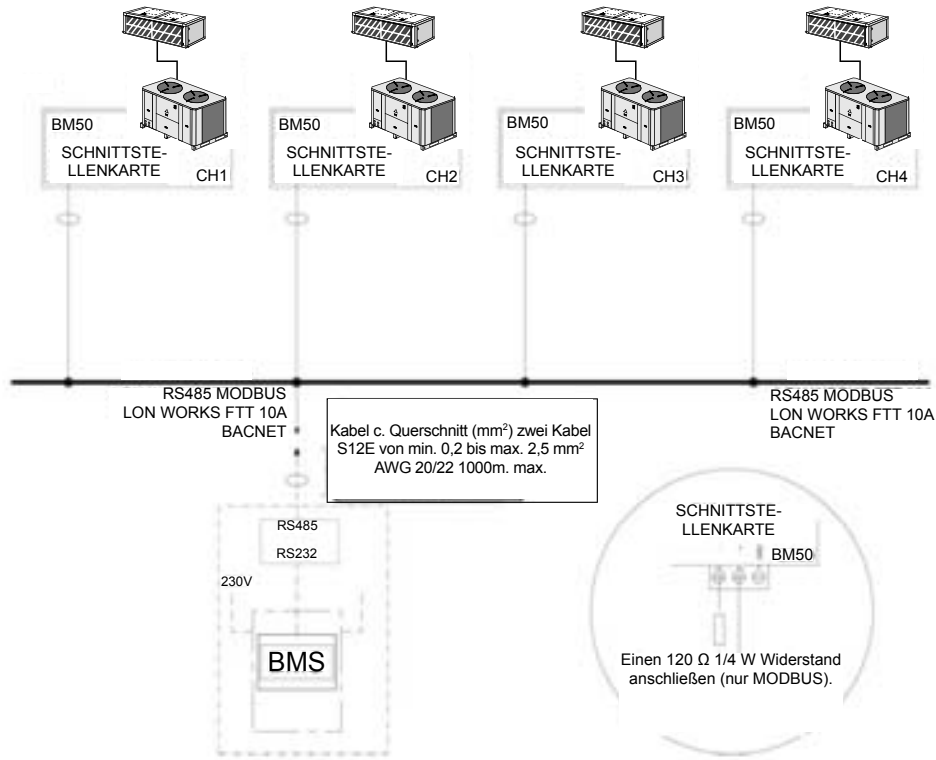 BM50
SCHNITTSTE-
LLENKARTE
CH1
BM50
SCHNITTSTE-
LLENKARTE
CH2
BM50
SCHNITTSTE-
LLENKARTE
CH3
BM50
SCHNITTSTE-
LLENKARTE
CH4
RS485 MODBUS
LON WORKS FTT 10A
BACNET
Kabel c. Querschnitt (mm²) zwei Kabel
S12E von min. 0,2 bis max. 2,5 mm²
AWG 20/22 1000m. max.
RS485 MODBUS
LON WORKS FTT 10A
BACNET
RS485
RS232
230V
BMS
SCHNITTSTE-
LLENKARTE
BM50
Einen 120 Ω 1/4 W Widerstand
anschließen (nur MODBUS).